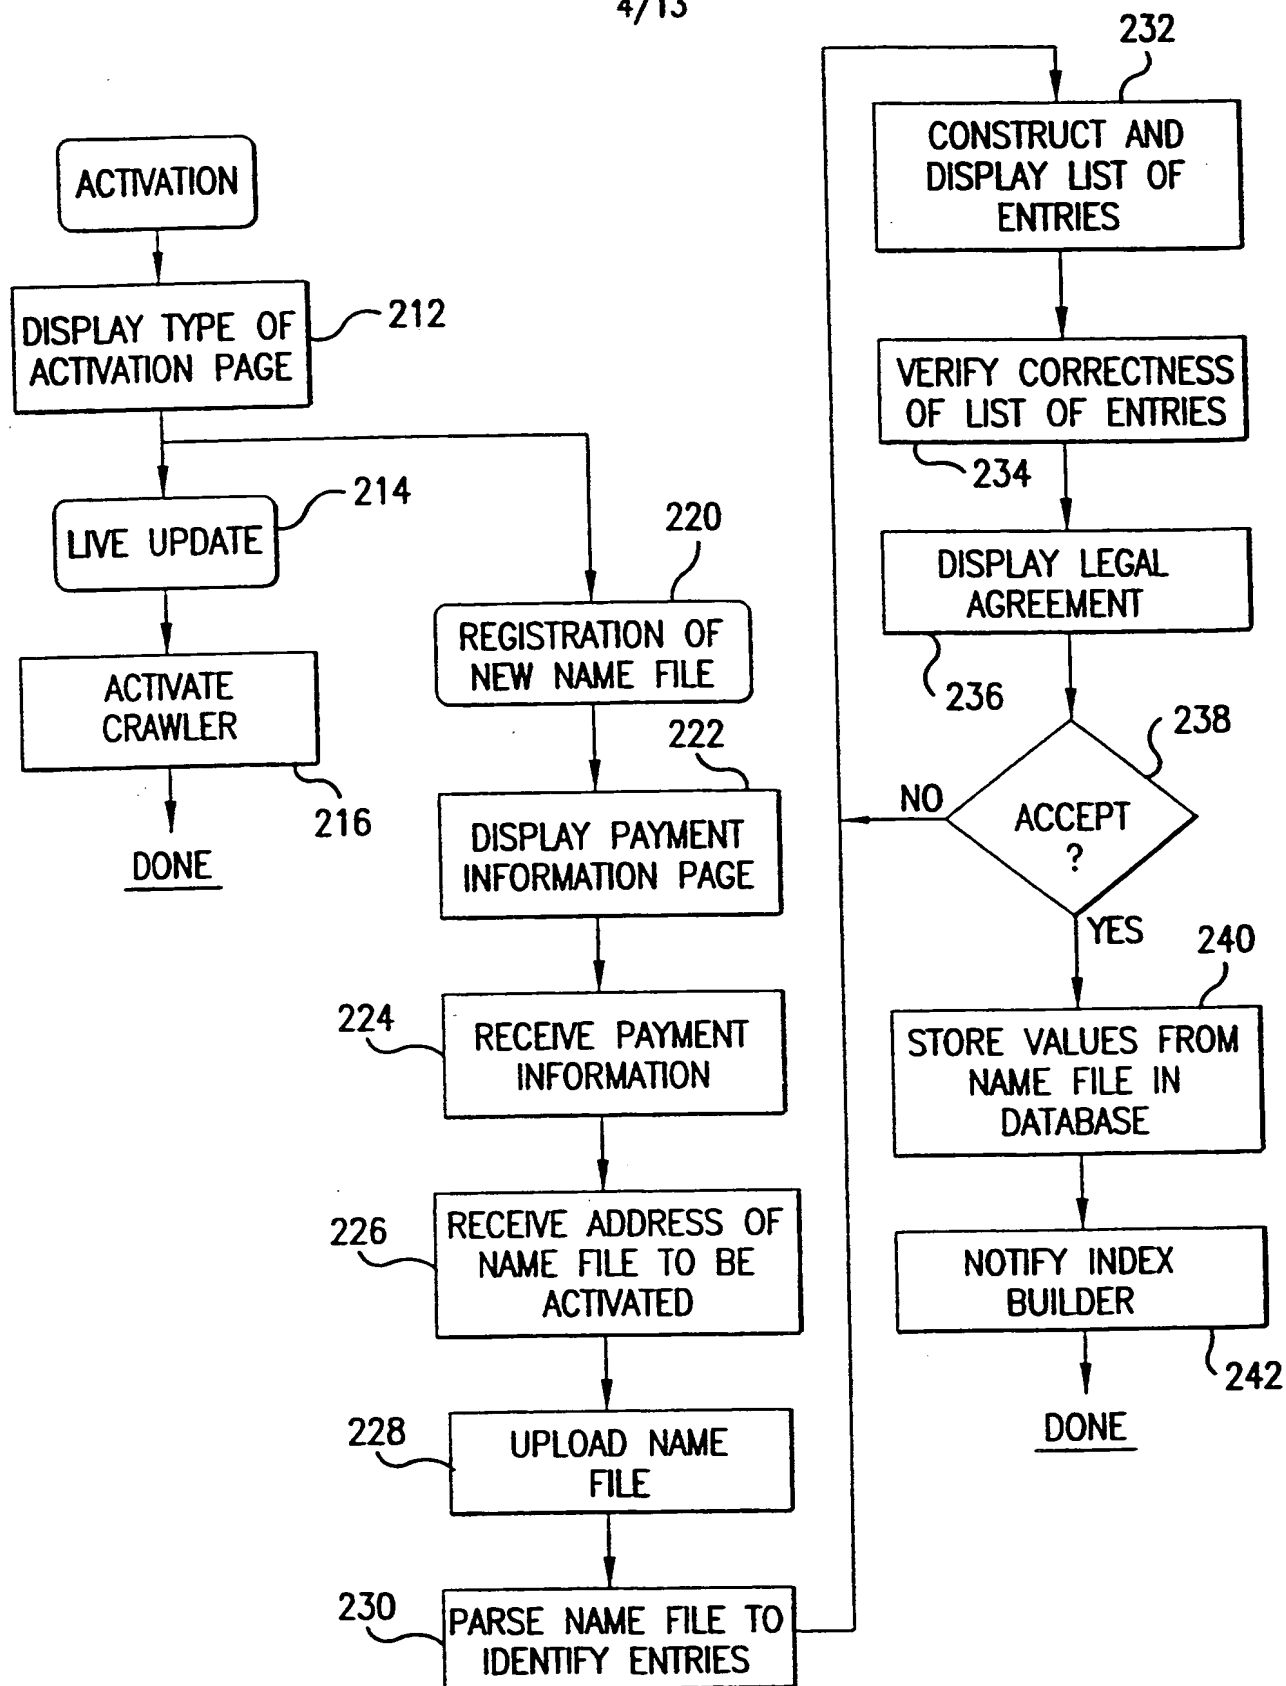 4/13
ACTIVATION
DISPLAY TYPE OF
ACTIVATION PAGE
212
LIVE UPDATE
214
ACTIVATE
CRAWLER
216
DONE
220
REGISTRATION OF
NEW NAME FILE
222
DISPLAY PAYMENT
INFORMATION PAGE
224
RECEIVE PAYMENT
INFORMATION
226
RECEIVE ADDRESS OF
NAME FILE TO BE
ACTIVATED
228
UPLOAD NAME
FILE
230
PARSE NAME FILE TO
IDENTIFY ENTRIES
232
CONSTRUCT AND
DISPLAY LIST OF
ENTRIES
VERIFY CORRECTNESS
OF LIST OF ENTRIES
234
DISPLAY LEGAL
AGREEMENT
236
238
NO
ACCEPT
?
YES
240
STORE VALUES FROM
NAME FILE IN
DATABASE
NOTIFY INDEX
BUILDER
242
DONE